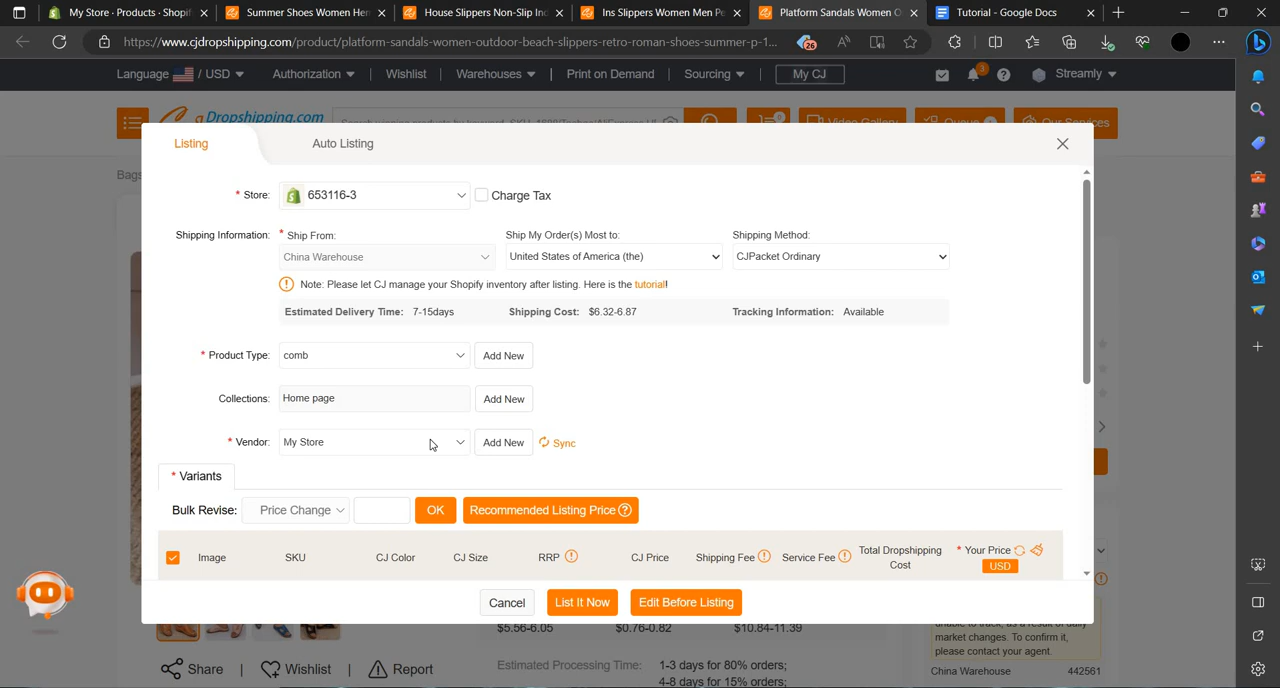 My Store · Products · Shopif
Summer Shoes Women Her
House Slippers Non-Slip In
Ins Slippers Women Men Pe
Platform Sandals Women O
Tutorial - Google Docs
https://www.cjdropshipping.com/product/platform-sandals-women-outdoor-beach-slippers-retro-roman-shoes-summer-p-1...
26
Language / USD
Authorization
Wishlist
Warehouses
Print on Demand
Sourcing
My CJ
3
Streamly
Dropshipping.com
Video Gallery
Queue
Our Services
Bags
Listing
Auto Listing
* Store: 653116-3
Charge Tax
Shipping Information:
* Ship From:
Ship My Order(s) Most to:
Shipping Method:
China Warehouse
United States of America (the)
CJPacket Ordinary
Note: Please let CJ manage your Shopify inventory after listing. Here is the tutorial!
Estimated Delivery Time: 7-15days
Shipping Cost: $6.32-6.87
Tracking Information: Available
* Product Type: comb
Add New
Collections: Home page
Add New
* Vendor: My Store
Add New
Sync
* Variants
Bulk Revise:
Price Change
OK
Recommended Listing Price ?
Image
SKU
CJ Color
CJ Size
RRP
CJ Price
Shipping Fee
Service Fee
Total Dropshipping Cost
* Your Price
USD
Cancel
List It Now
Edit Before Listing
$5.56-6.05
$0.76-0.82
$10.84-11.39
market changes. To confirm it,
please contact your agent.
China Warehouse
442561
Share
Wishlist
Report
Estimated Processing Time:
1-3 days for 80% orders;
4-8 days for 15% orders;